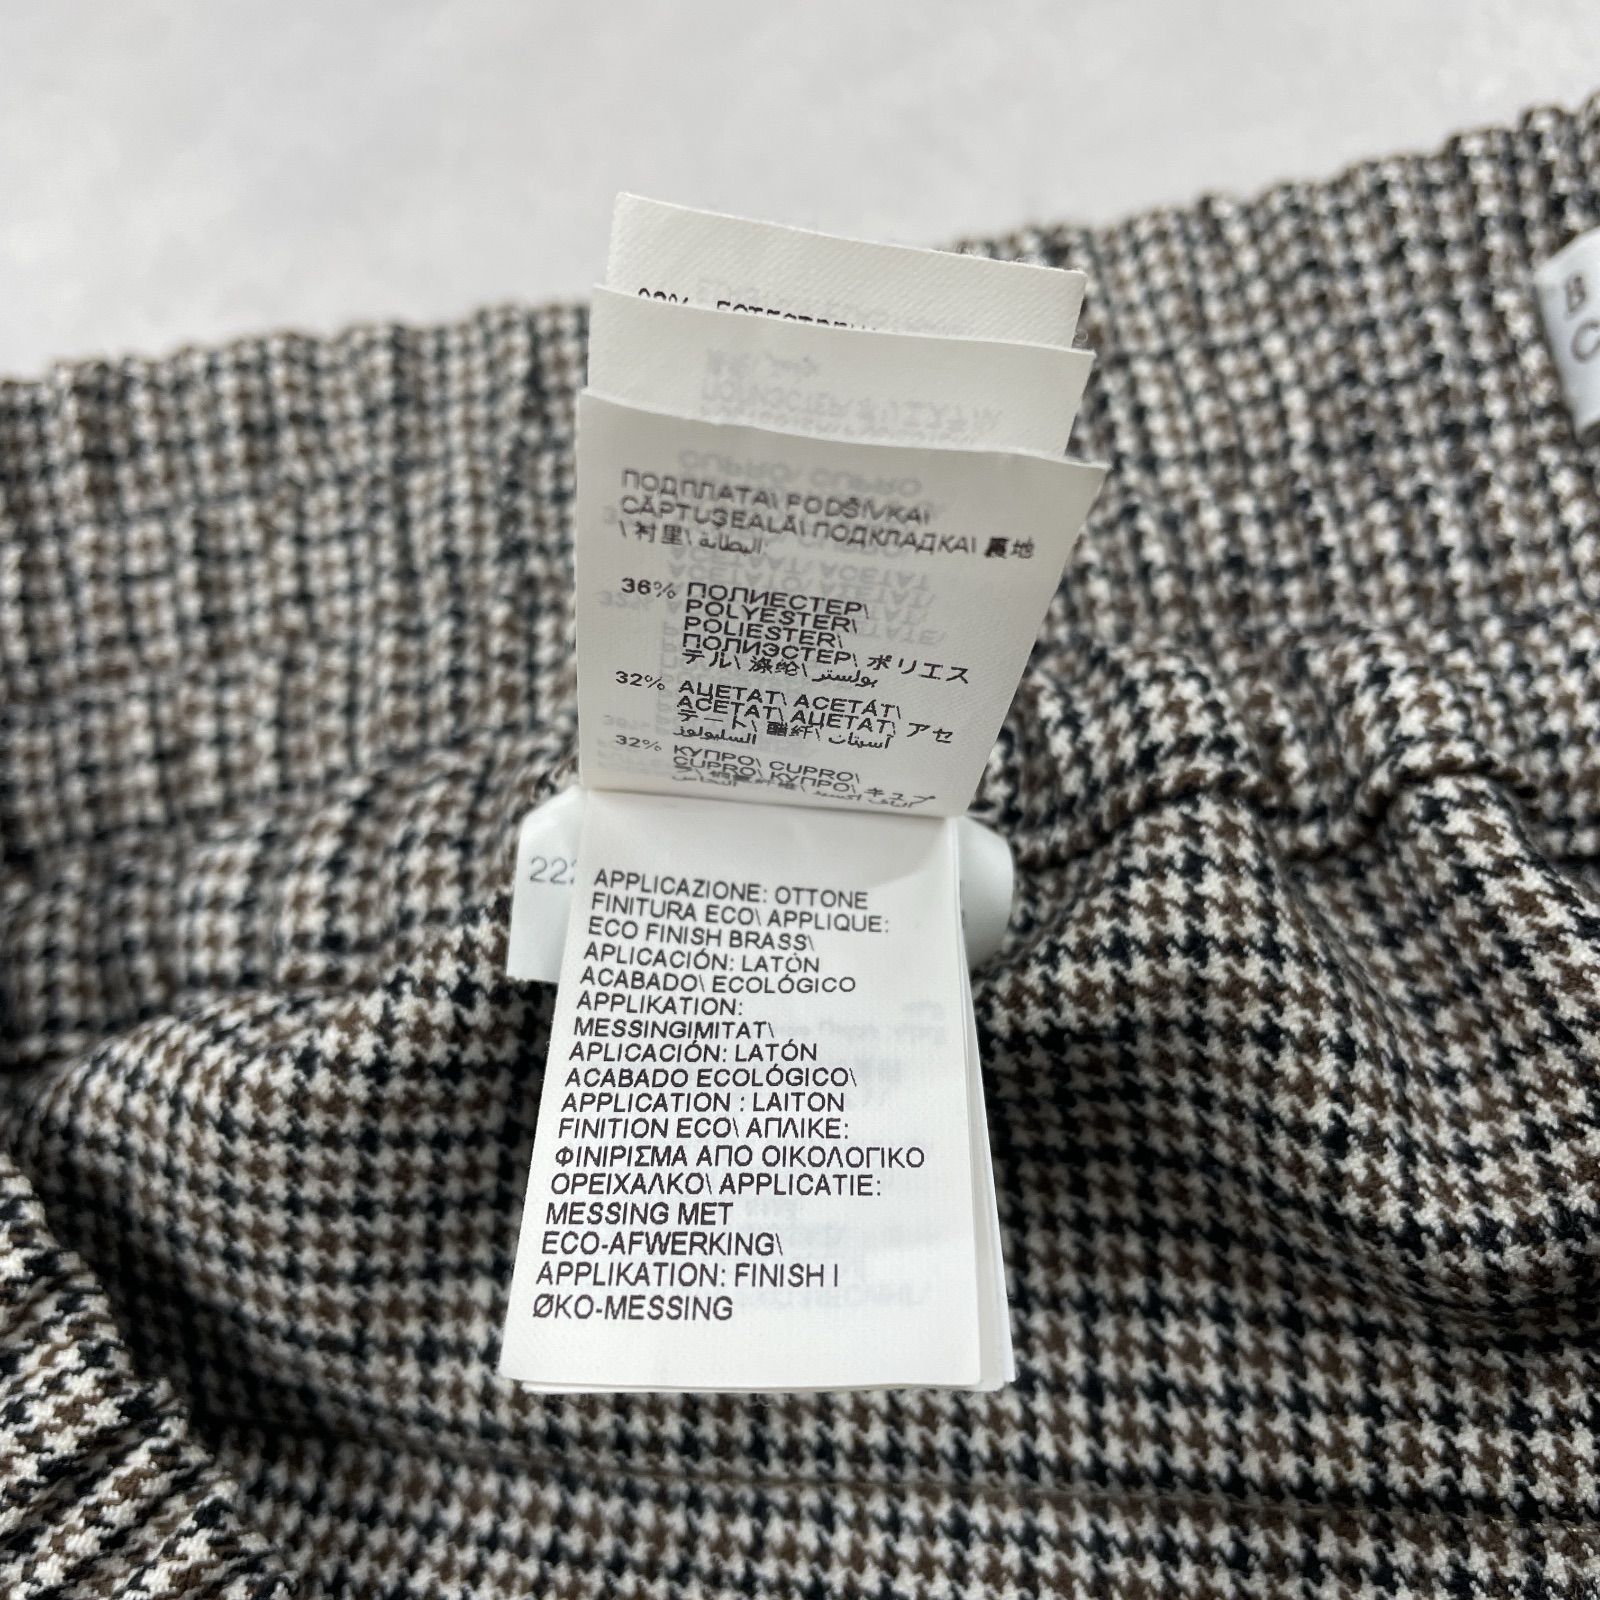 ПОДПЛАТА\ PODŠÍVKA\
CĂPTUŞEALĂ\ ПОДКЛАДКА\ 裏地
\ 衬里\ البطانة:
36% ПОЛИЕСТЕР\
POLYESTER\
POLIESTER\
ПОЛИЭСТЕР\ ポリエス
テル\ 涤纶\ بولستر
32% АЦЕТАТ\ ACETÁT\
ACETAT\ АЦЕТАТ\ アセ
テート\ 醋纤\ أسيتات
السليولوز
32% КУПРО\ CUPRO\
CUPRO\ КУПРО\ キュプ
222
APPLICAZIONE: OTTONE
FINITURA ECO\ APPLIQUE:
ECO FINISH BRASS\
APLICACIÓN: LATÓN
ACABADO\ ECOLÓGICO
APPLIKATION:
MESSINGIMITAT\
APLICACIÓN: LATÓN
ACABADO ECOLÓGICO\
APPLICATION : LAITON
FINITION ECO\ ΑΠΛΙΚΕ:
ΦΙΝΙΡΙΣΜΑ ΑΠΟ ΟΙΚΟΛΟΓΙΚΟ
ΟΡΕΙΧΑΛΚΟ\ APPLICATIE:
MESSING MET
ECO-AFWERKING\
APPLIKATION: FINISH I
ØKO-MESSING